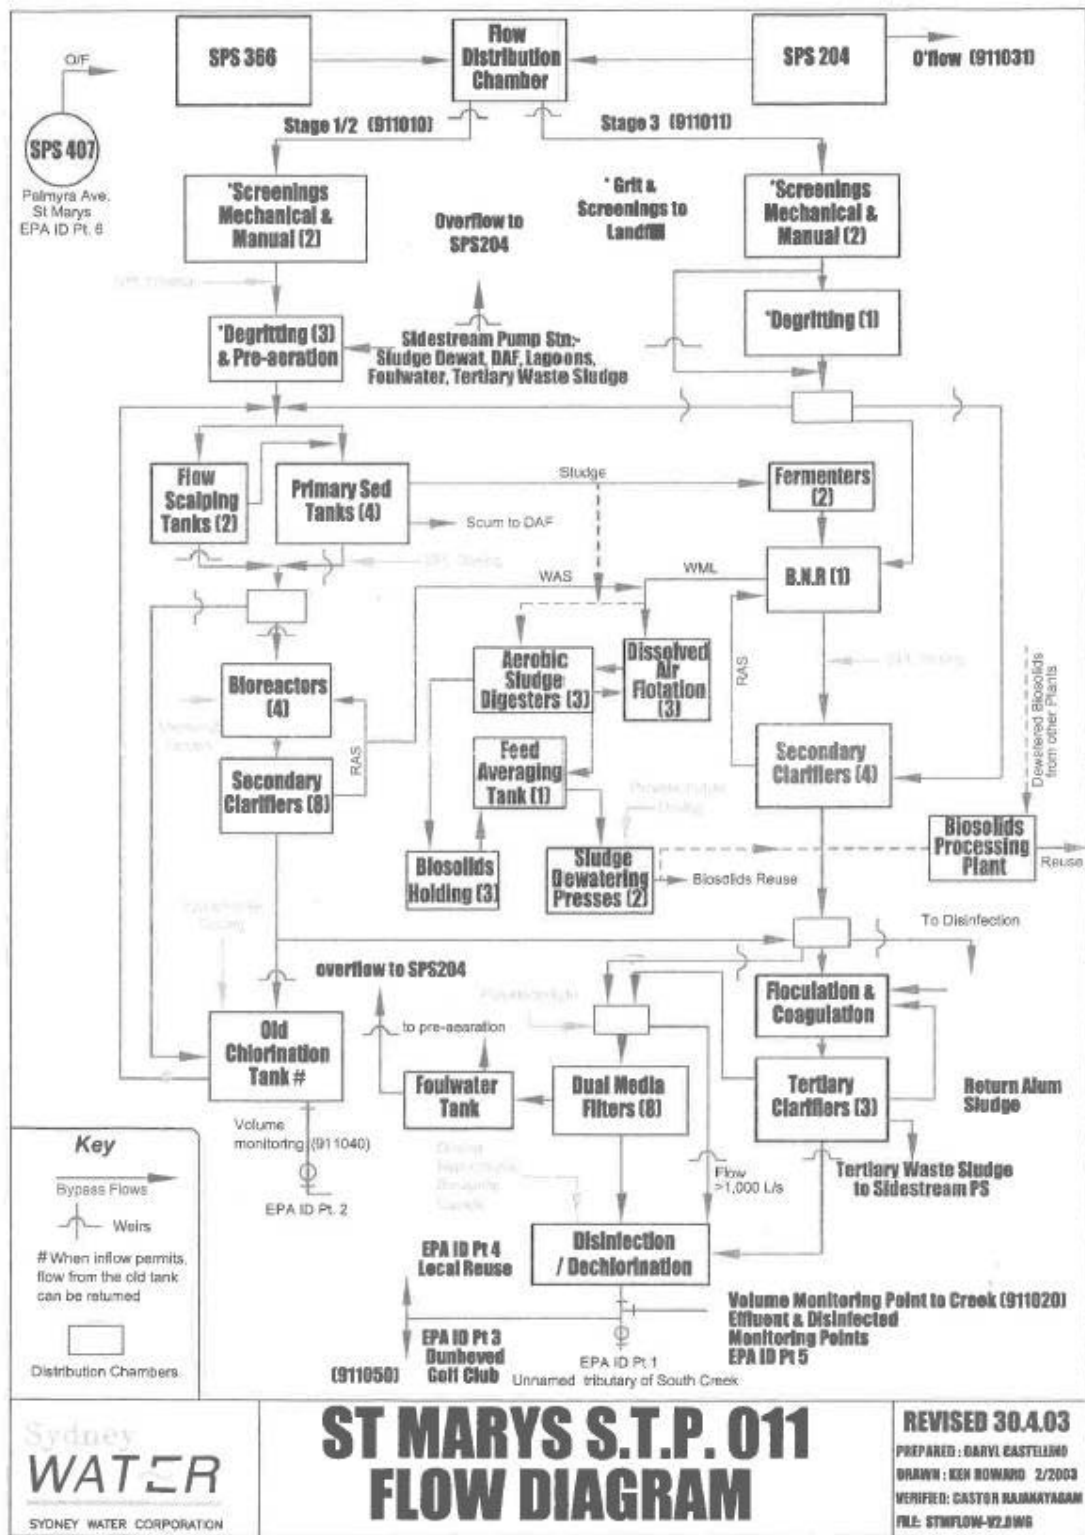 SPS 366
Flow
Distribution
Chamber
SPS 204
O'flow (911031)
O/F
SPS 407
Palmyra Ave.
St Marys
EPA ID Pt. 6
Stage 1/2 (911010)
Stage 3 (911011)
*Screenings
Mechanical &
Manual (2)
Overflow to
SPS204
* Grit &
Screenings to
Landfill
*Screenings
Mechanical &
Manual (2)
*Degritting (3)
& Pre-aeration
Sidestream Pump Stn:-
Sludge Dewat, DAF, Lagoons,
Foulwater, Tertiary Waste Sludge
*Degritting (1)
Flow
Scalping
Tanks (2)
Primary Sed
Tanks (4)
Sludge
Scum to DAF
Fermenters
(2)
B.N.R (1)
WAS
WML
RAS
Bioreactors
(4)
RAS
Secondary
Clarifiers (8)
Aerobic
Sludge
Digesters (3)
Dissolved
Air
Flotation
(3)
Feed
Averaging
Tank (1)
Biosolids
Holding (3)
Sludge
Dewatering
Presses (2)
Biosolids Reuse
Secondary
Clarifiers (4)
Dewatered Biosolids
from other Plants
Biosolids
Processing
Plant
Reuse
To Disinfection
overflow to SPS204
to pre-aearation
Old
Chlorination
Tank #
Foulwater
Tank
Dual Media
Filters (8)
Floculation &
Coagulation
Tertiary
Clarifiers (3)
Return Alum
Sludge
Tertiary Waste Sludge
to Sidestream PS
Volume
monitoring (911040)
EPA ID Pt. 2
Flow
>1,000 L/s
Disinfection
/ Dechlorination
EPA ID Pt 4
Local Reuse
EPA ID Pt 3
Dunheved
Golf Club
(911050)
EPA ID Pt 1
Unnamed tributary of South Creek
Volume Monitoring Point to Creek (911020)
Effluent & Disinfected
Monitoring Points
EPA ID Pt 5
Key
Bypass Flows
Weirs
# When inflow permits,
flow from the old tank
can be returned
Distribution Chambers
Sydney
WATER
SYDNEY WATER CORPORATION
ST MARYS S.T.P. 011
FLOW DIAGRAM
REVISED 30.4.03
PREPARED : DARYL CASTELLINO
DRAWN : KEN HOWARD 2/2003
VERIFIED: CASTOR RAJANAYAGAM
FILE: STMFLOW-V2.DWG